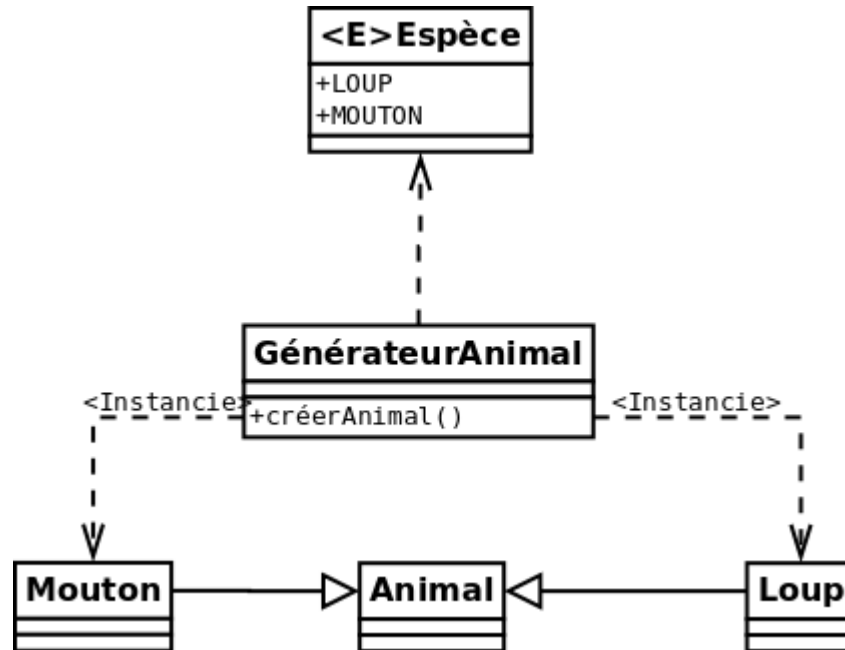 <E>Espèce
+LOUP
+MOUTON
GénérateurAnimal
<Instancie>
+créerAnimal()
<Instancie>
Mouton
Animal
Loup